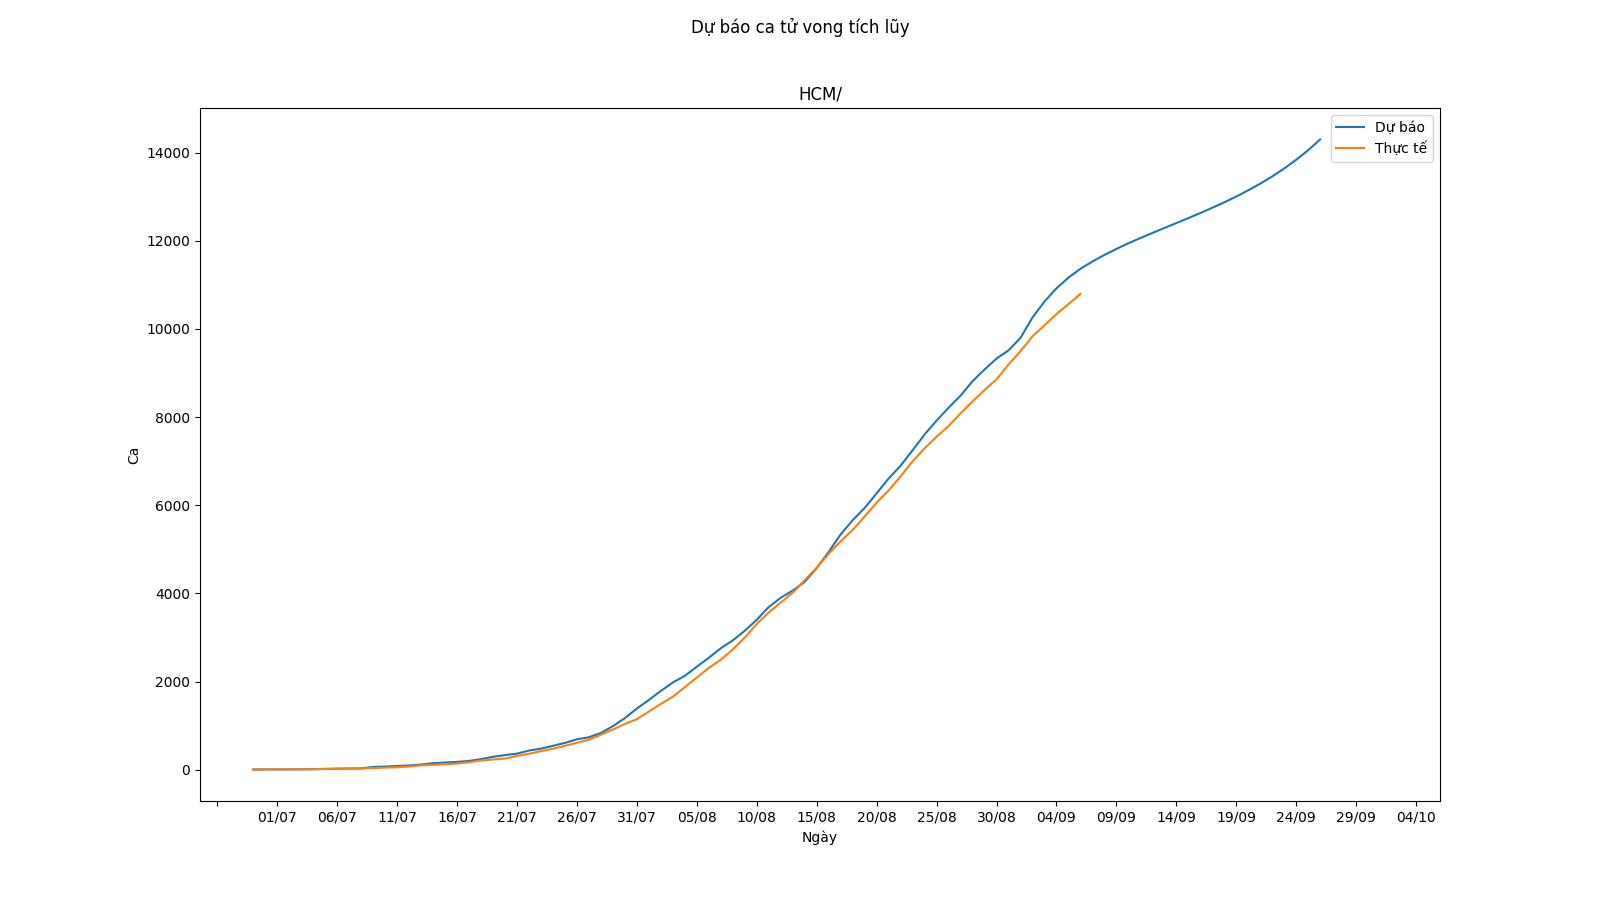 Dự báo ca tử vong tích lũy
HCM/
Dự báo
Thực tế
14000
12000
10000
8000
6000
4000
2000
0
Ca
01/07 06/07 11/07 16/07 21/07 26/07 31/07 05/08 10/08 15/08 20/08 25/08 30/08 04/09 09/09 14/09 19/09 24/09 29/09 04/10
Ngày